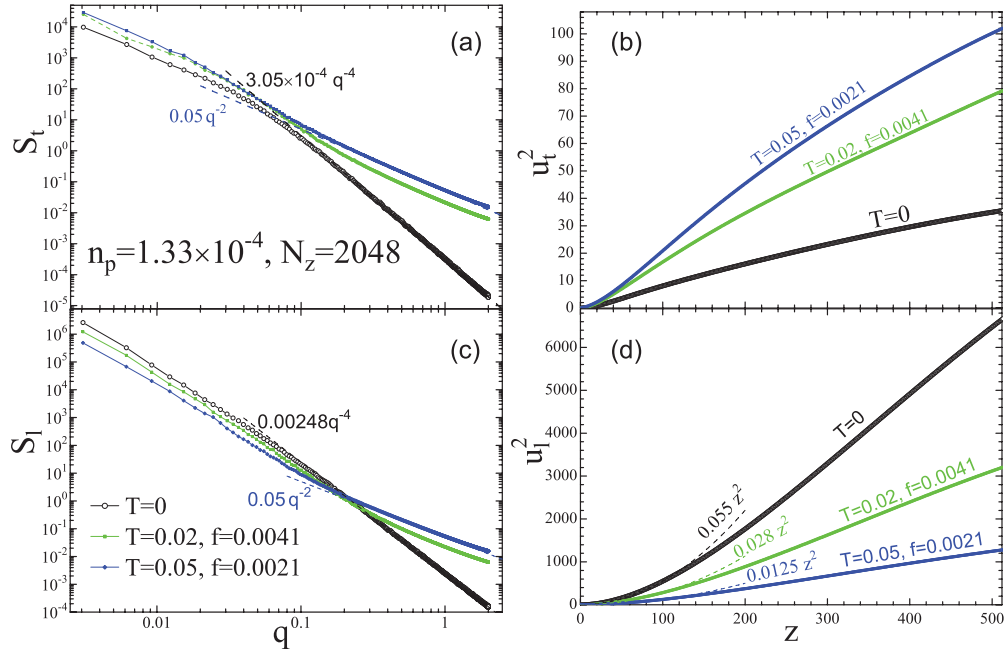 (a)
S_t
10^4
10^3
10^2
10^1
10^0
10^-1
10^-2
10^-3
10^-4
10^-5
3.05×10^-4 q^-4
0.05 q^-2
n_p=1.33×10^-4, N_z=2048
(b)
u_t^2
100
90
80
70
60
50
40
30
20
10
0
T=0.05, f=0.0021
T=0.02, f=0.0041
T=0
(c)
S_l
10^6
10^5
10^4
10^3
10^2
10^1
10^0
10^-1
10^-2
10^-3
10^-4
0.00248q^-4
0.05 q^-2
T=0
T=0.02, f=0.0041
T=0.05, f=0.0021
0.01
0.1
1
q
(d)
u_l^2
6000
5000
4000
3000
2000
1000
0
T=0
0.055 z^2
0.028 z^2
0.0125 z^2
T=0.02, f=0.0041
T=0.05, f=0.0021
0
100
200
300
400
500
z